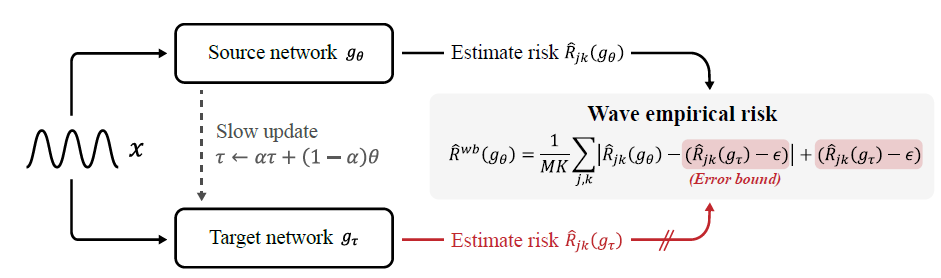 Source network g_θ
Estimate risk R̂_jk(g_θ)
x
Slow update
τ ← ατ + (1 − α)θ
Wave empirical risk
R̂^wb(g_θ) = 1/MK ∑_j,k |R̂_jk(g_θ) − (R̂_jk(g_τ) − ϵ)| + (R̂_jk(g_τ) − ϵ)
(Error bound)
Target network g_τ
Estimate risk R̂_jk(g_τ)